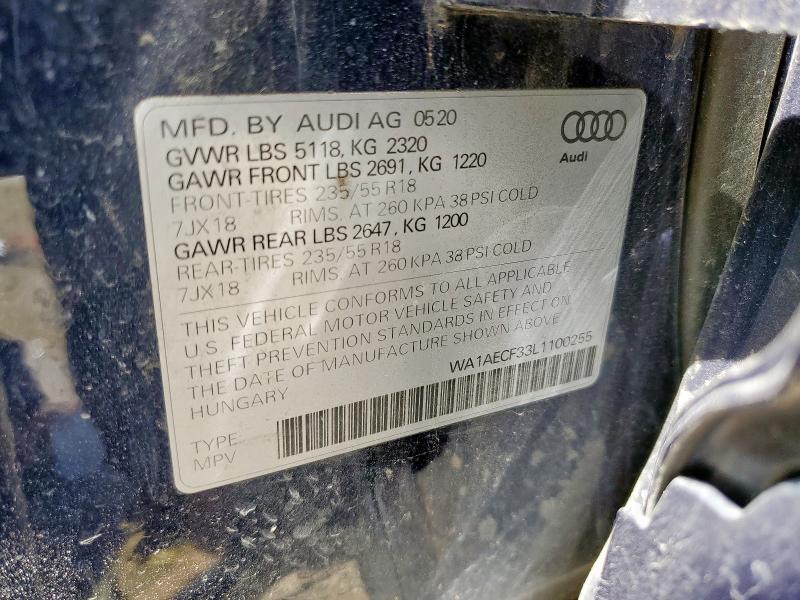 MFD. BY AUDI AG 0520
GVWR LBS 5118, KG 2320
GAWR FRONT LBS 2691, KG 1220
FRONT-TIRES 235/55 R18
7JX18 RIMS. AT 260 KPA 38 PSI COLD
GAWR REAR LBS 2647, KG 1200
REAR-TIRES 235/55 R18
7JX18 RIMS. AT 260 KPA 38 PSI COLD
THIS VEHICLE CONFORMS TO ALL APPLICABLE
U.S. FEDERAL MOTOR VEHICLE SAFETY AND
THEFT PREVENTION STANDARDS IN EFFECT ON
THE DATE OF MANUFACTURE SHOWN ABOVE
HUNGARY
WA1AECF33L1100255
TYPE:
MPV
Audi